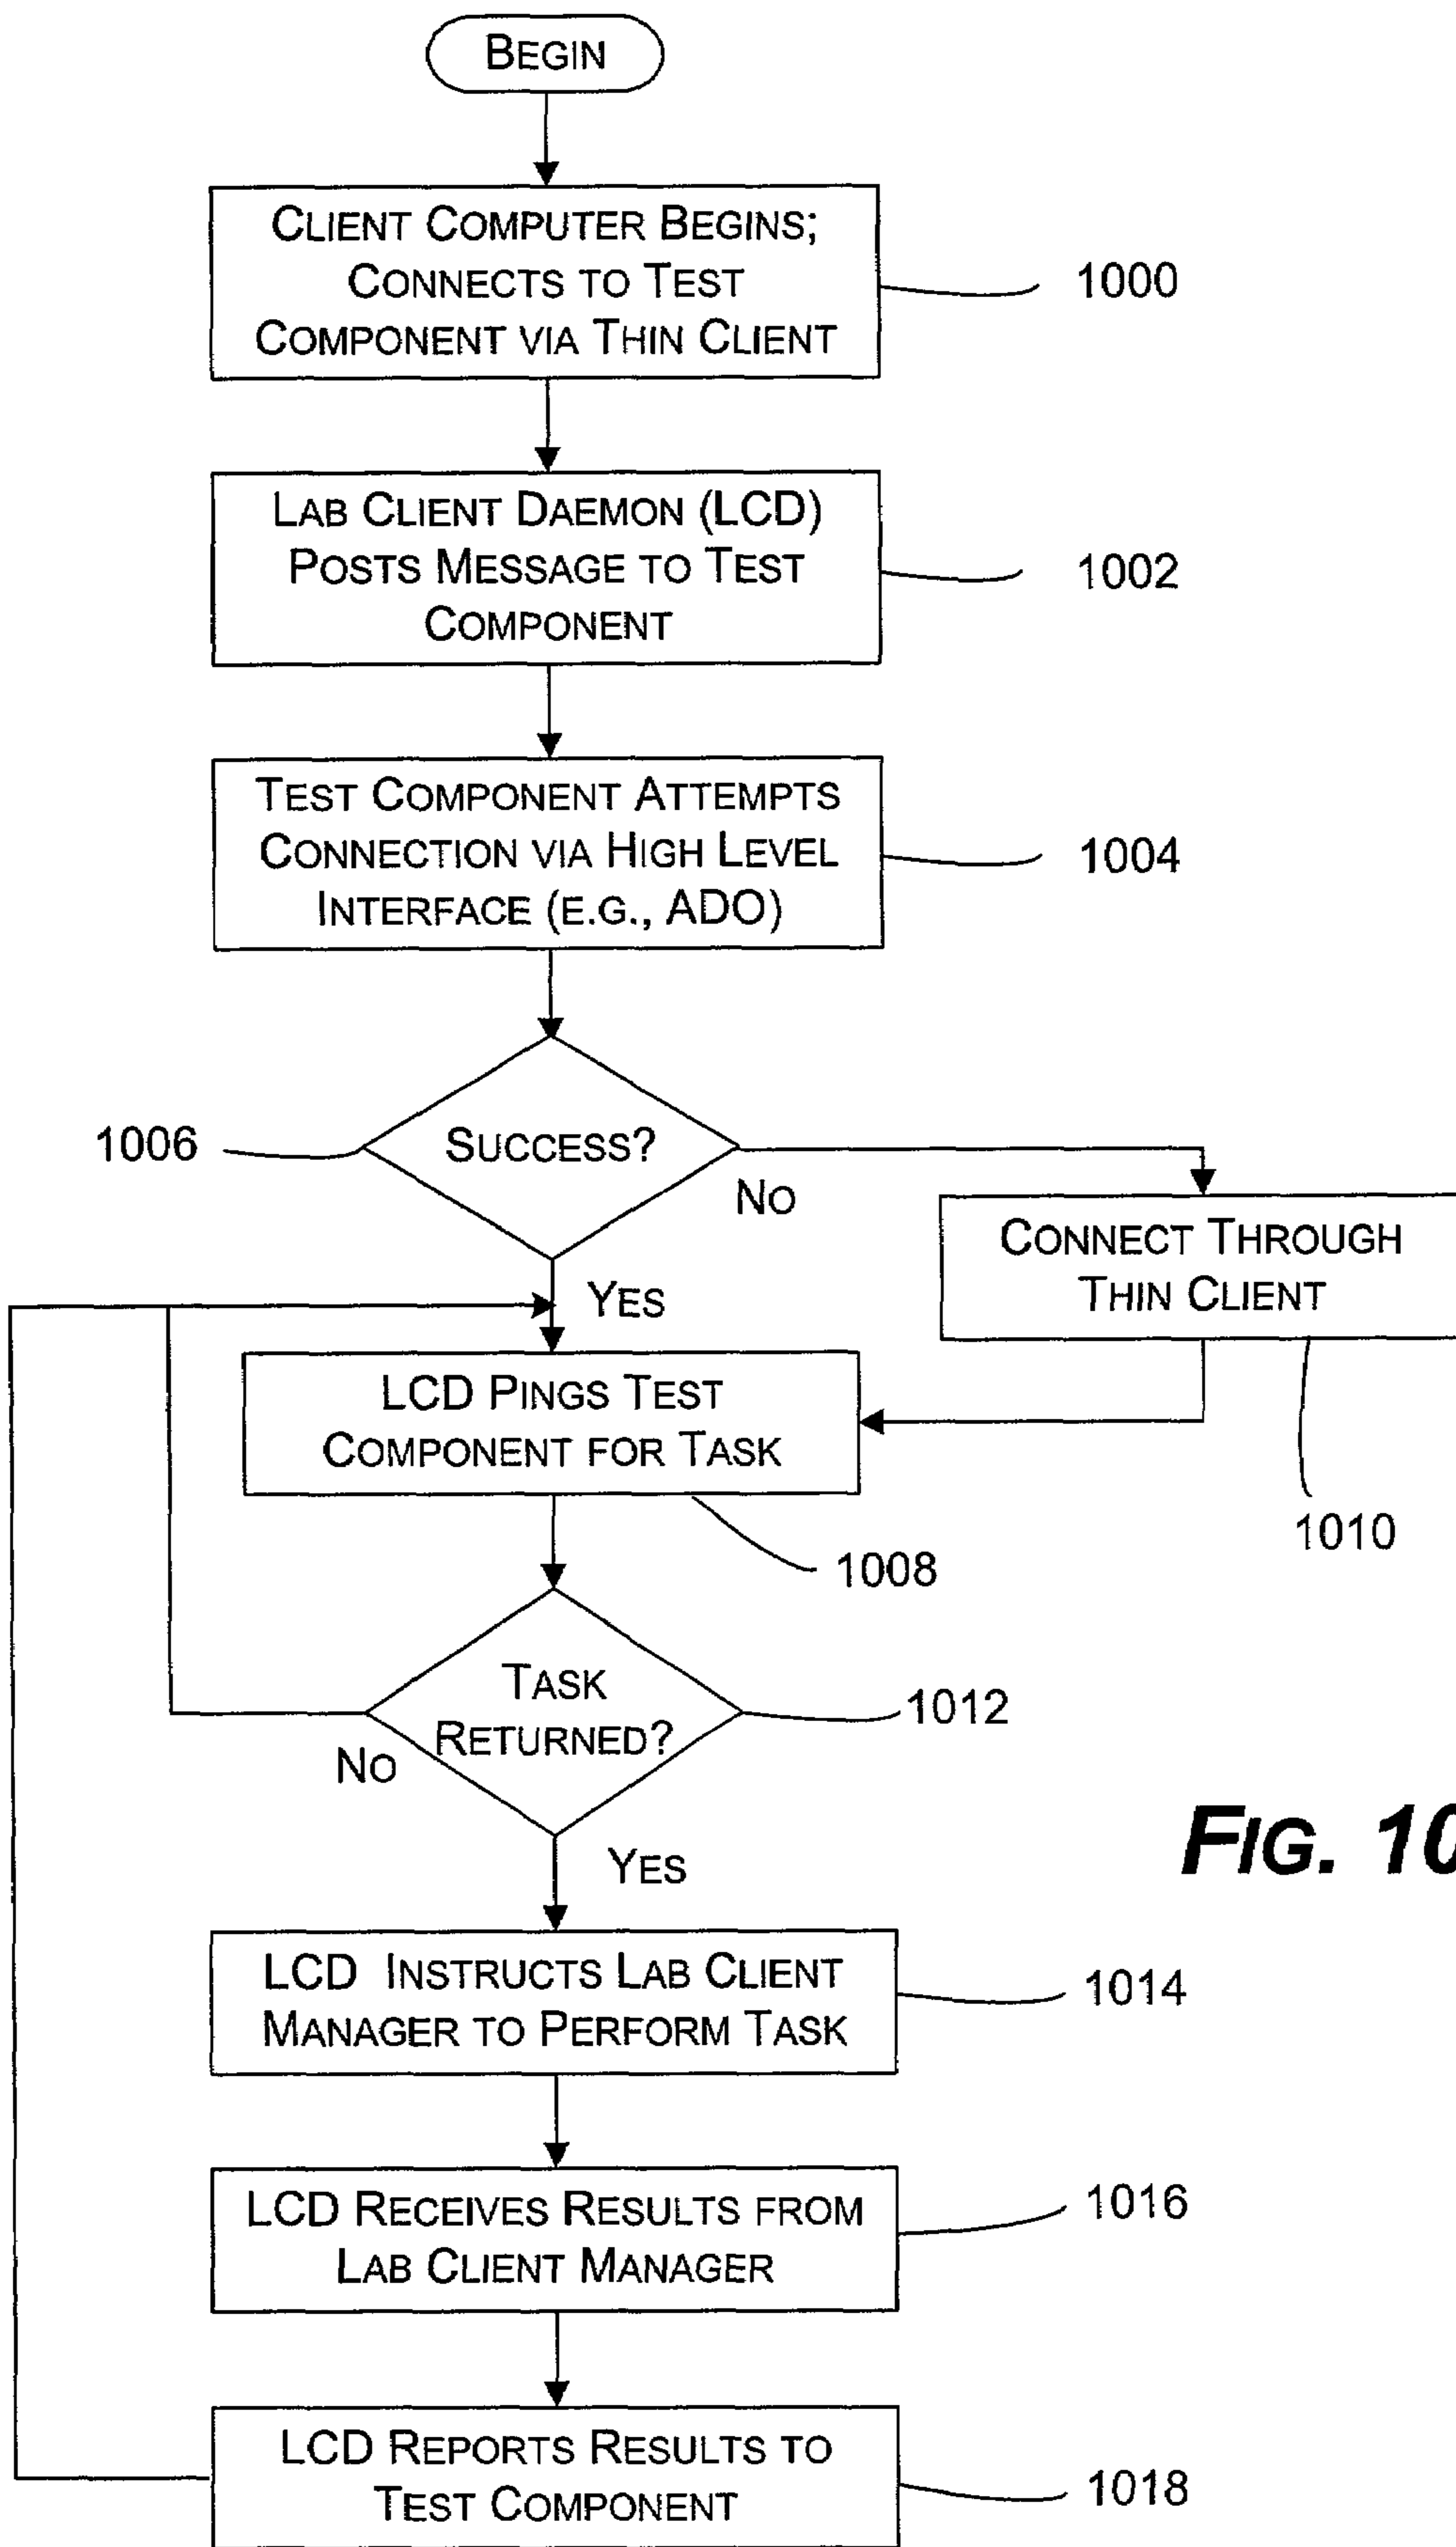 BEGIN
CLIENT COMPUTER BEGINS;
CONNECTS TO TEST
COMPONENT VIA THIN CLIENT
1000
LAB CLIENT DAEMON (LCD)
POSTS MESSAGE TO TEST
COMPONENT
1002
TEST COMPONENT ATTEMPTS
CONNECTION VIA HIGH LEVEL
INTERFACE (E.G., ADO)
1004
1006
SUCCESS?
NO
CONNECT THROUGH
THIN CLIENT
1010
YES
LCD PINGS TEST
COMPONENT FOR TASK
1008
TASK
RETURNED?
1012
NO
YES
FIG. 10
LCD INSTRUCTS LAB CLIENT
MANAGER TO PERFORM TASK
1014
LCD RECEIVES RESULTS FROM
LAB CLIENT MANAGER
1016
LCD REPORTS RESULTS TO
TEST COMPONENT
1018